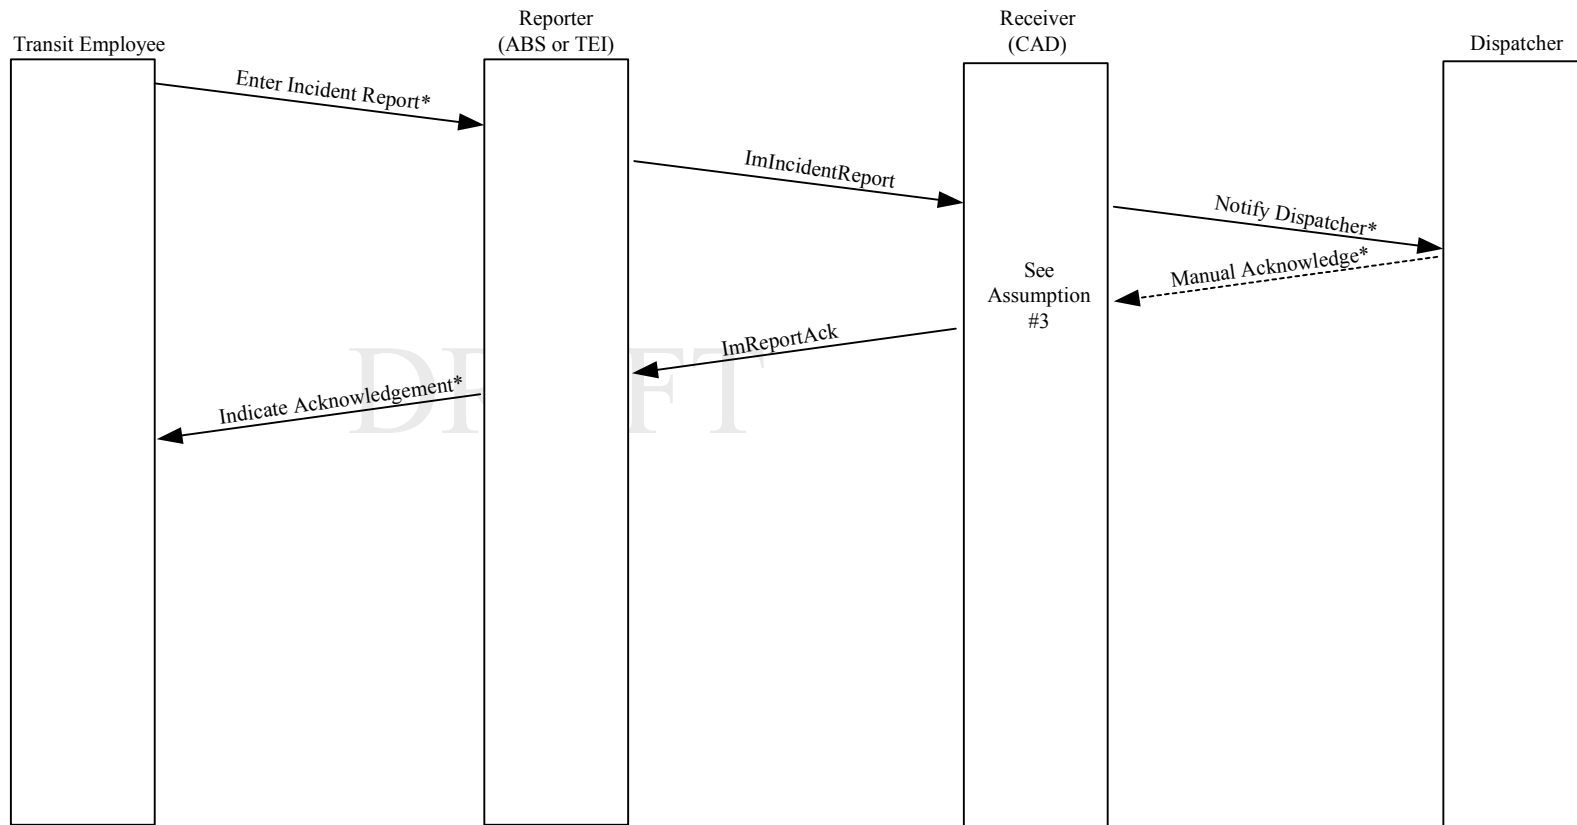 Transit Employee
Reporter
(ABS or TEI)
Receiver
(CAD)
Dispatcher
Enter Incident Report*
ImIncidentReport
Notify Dispatcher*
Manual Acknowledge*
See
Assumption
#3
ImReportAck
Indicate Acknowledgement*
DRAFT